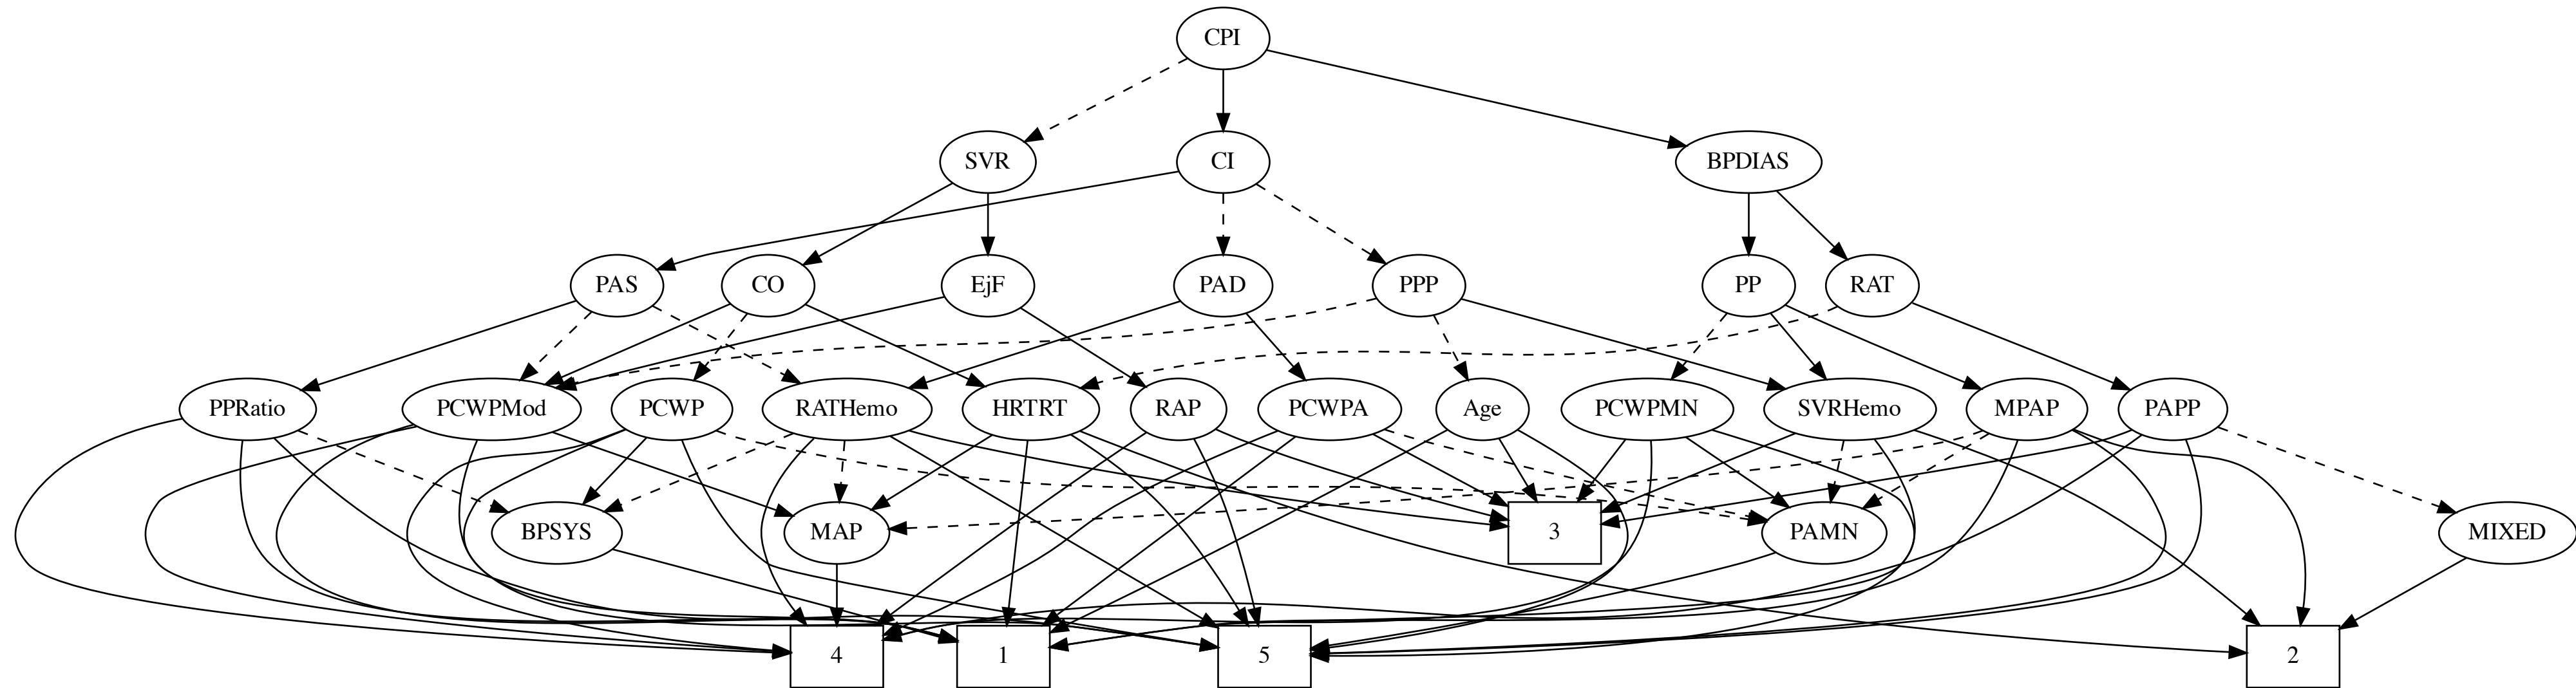 CPI
SVR
CI
BPDIAS
PAS
CO
EjF
PAD
PPP
PP
RAT
PPRatio
PCWPMod
PCWP
RATHemo
HRTRT
RAP
PCWPA
Age
PCWPMN
SVRHemo
MPAP
PAPP
BPSYS
MAP
3
PAMN
MIXED
4
1
5
2